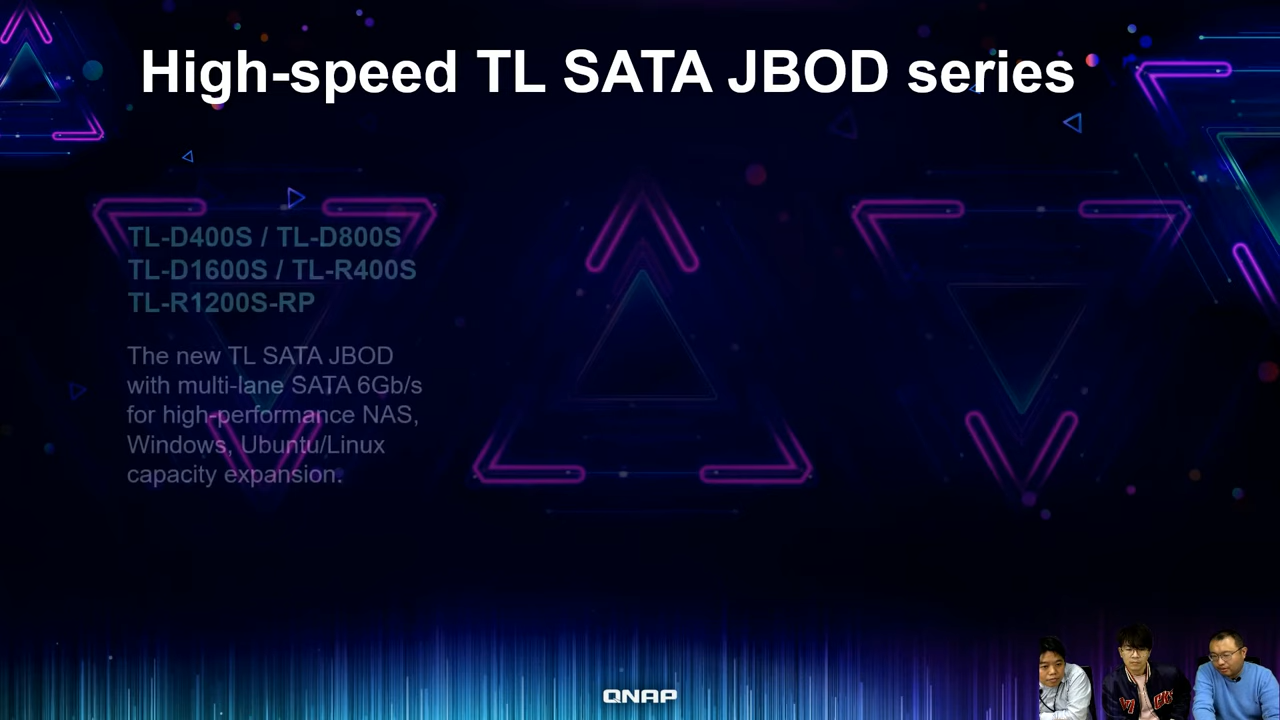 High-speed TL SATA JBOD series
TL-D400S / TL-D800S
TL-D1600S / TL-R400S
TL-R1200S-RP
The new TL SATA JBOD
with multi-lane SATA 6Gb/s
for high-performance NAS,
Windows, Ubuntu/Linux
capacity expansion.
QNAP